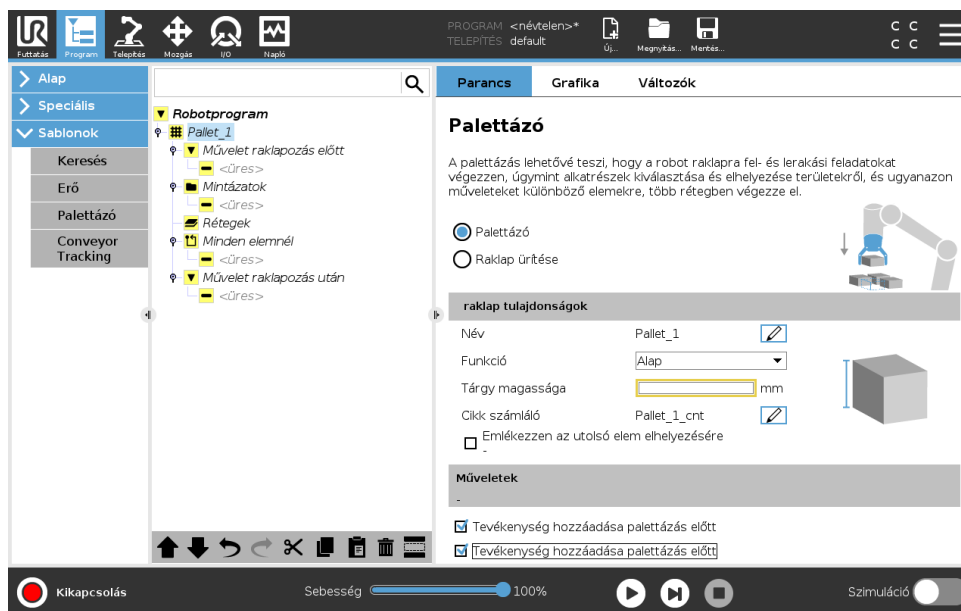 PROGRAM <névtelen>*
TELEPÍTÉS default
Futtatás Program Telepítés Mozgás I/O Napló
Új... Megnyitás... Mentés...
C C
C C
Alap
Speciális
Sablonok
Keresés
Erő
Palettázó
Conveyor
Tracking
Robotprogram
Pallet_1
Művelet raklapozás előtt
<üres>
Mintázatok
<üres>
Rétegek
Minden elemnél
<üres>
Művelet raklapozás után
<üres>
Parancs Grafika Változók
Palettázó
A palettázás lehetővé teszi, hogy a robot raklapra fel- és lerakási feladatokat
végezzen, úgymint alkatrészek kiválasztása és elhelyezése területekről, és ugyanazon
műveleteket különböző elemekre, több rétegben végezze el.
Palettázó
Raklap ürítése
raklap tulajdonságok
Név Pallet_1
Funkció Alap
Tárgy magassága mm
Cikk számláló Pallet_1_cnt
Emlékezzen az utolsó elem elhelyezésére
-
Műveletek
-
Tevékenység hozzáadása palettázás előtt
Tevékenység hozzáadása palettázás előtt
Kikapcsolás Sebesség 100% Szimuláció